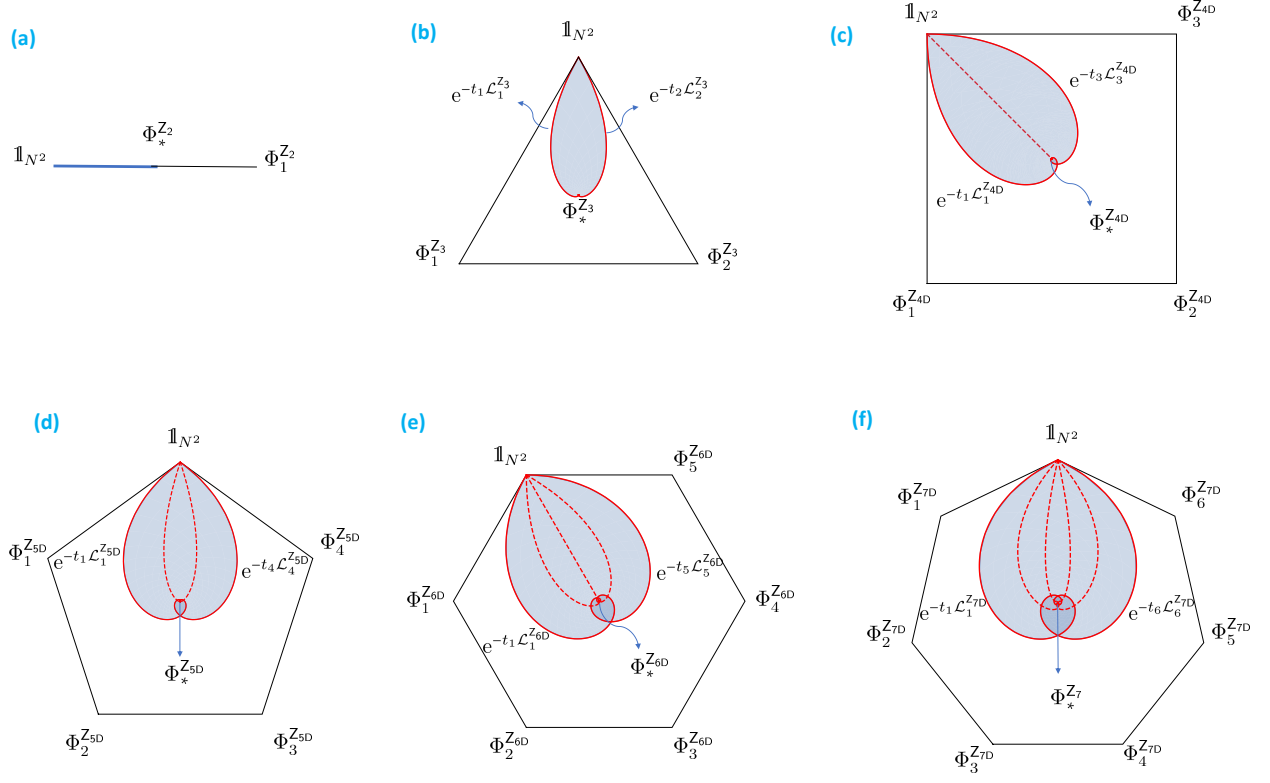 (a)
𝟙_{N^2}
Φ_*^{Z_2}
Φ_1^{Z_2}
(b)
𝟙_{N^2}
e^{-t_1 ℒ_1^{Z_3}}
e^{-t_2 ℒ_2^{Z_3}}
Φ_*^{Z_3}
Φ_1^{Z_3}
Φ_2^{Z_3}
(c)
𝟙_{N^2}
Φ_3^{Z_{4D}}
e^{-t_3 ℒ_3^{Z_{4D}}}
e^{-t_1 ℒ_1^{Z_{4D}}}
Φ_*^{Z_{4D}}
Φ_1^{Z_{4D}}
Φ_2^{Z_{4D}}
(d)
𝟙_{N^2}
Φ_1^{Z_{5D}}
e^{-t_1 ℒ_1^{Z_{5D}}}
e^{-t_4 ℒ_4^{Z_{5D}}}
Φ_4^{Z_{5D}}
Φ_*^{Z_{5D}}
Φ_2^{Z_{5D}}
Φ_3^{Z_{5D}}
(e)
𝟙_{N^2}
Φ_5^{Z_{6D}}
e^{-t_5 ℒ_5^{Z_{6D}}}
Φ_1^{Z_{6D}}
Φ_4^{Z_{6D}}
e^{-t_1 ℒ_1^{Z_{6D}}}
Φ_*^{Z_{6D}}
Φ_2^{Z_{6D}}
Φ_3^{Z_{6D}}
(f)
𝟙_{N^2}
Φ_1^{Z_{7D}}
Φ_6^{Z_{7D}}
e^{-t_1 ℒ_1^{Z_{7D}}}
e^{-t_6 ℒ_6^{Z_{7D}}}
Φ_2^{Z_{7D}}
Φ_5^{Z_{7D}}
Φ_*^{Z_7}
Φ_3^{Z_{7D}}
Φ_4^{Z_{7D}}